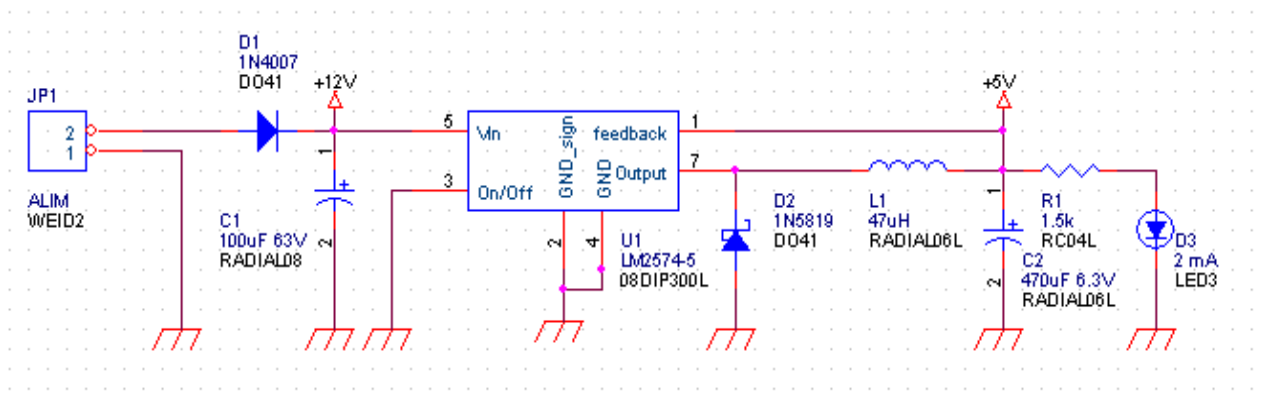 JP1
2
1
ALIM
WEID2
D1
1N4007
DO41
+12V
1
C1
100uF 63V
RADIAL08
2
5
VIn
3
On/Off
GND_sign
GND
feedback
Output
1
7
2
4
U1
LM2574-5
08DIP300L
D2
1N5819
DO41
L1
47uH
RADIAL06L
+5V
1
C2
470uF 6.3V
RADIAL06L
2
R1
1.5k
RC04L
D3
2 mA
LED3